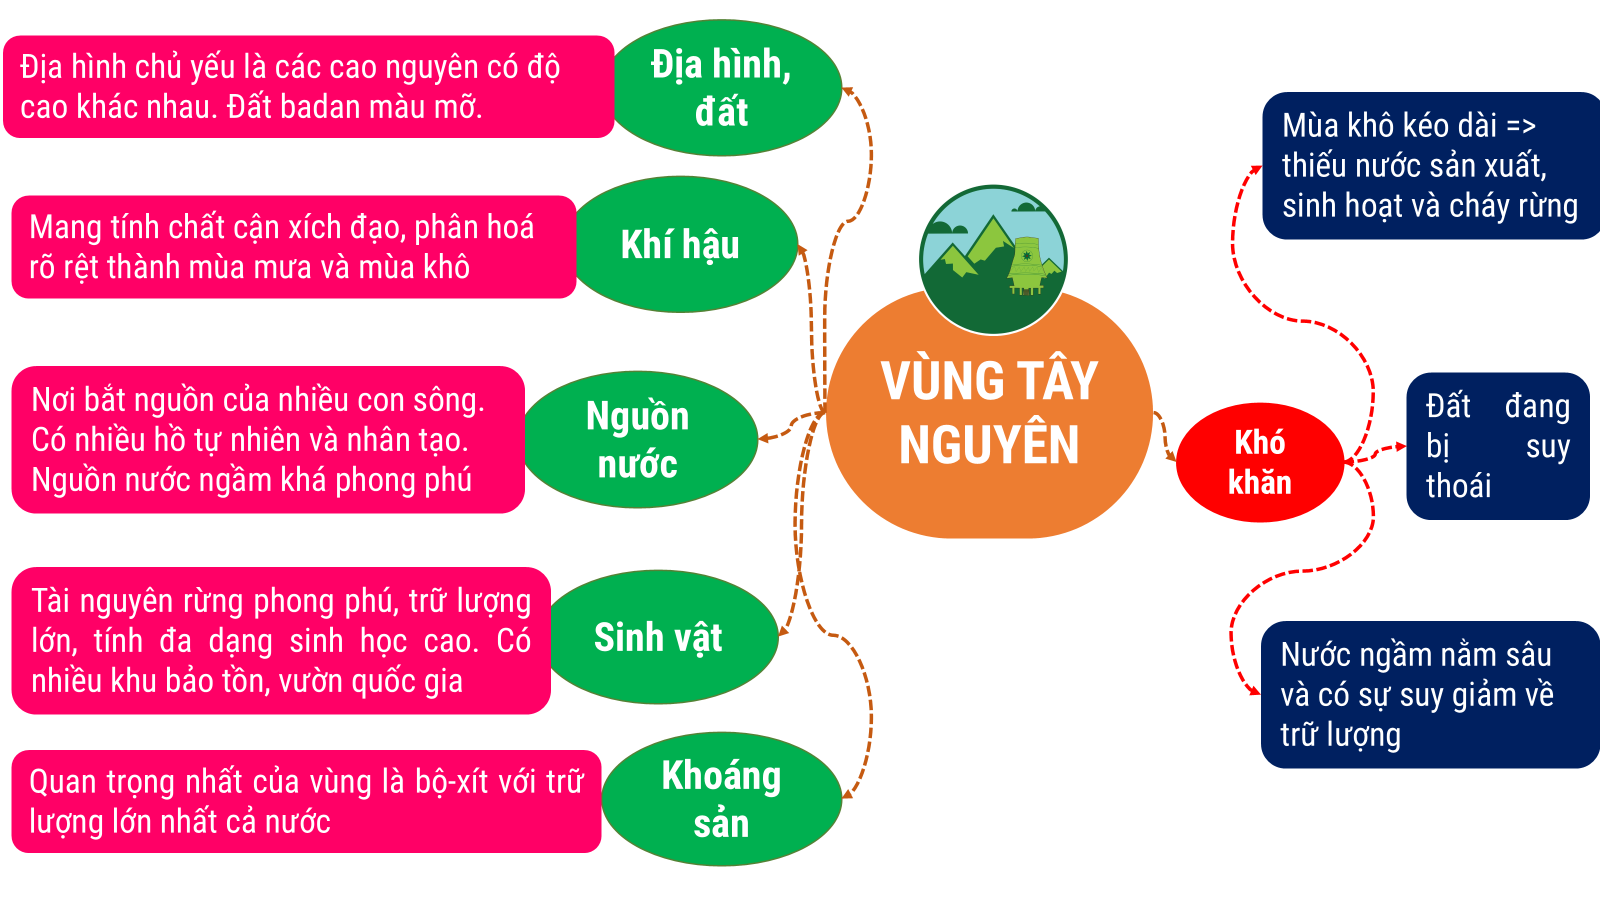 Địa hình chủ yếu là các cao nguyên có độ
cao khác nhau. Đất badan màu mỡ.
Địa hình,
đất
Mang tính chất cận xích đạo, phân hoá
rõ rệt thành mùa mưa và mùa khô
Khí hậu
Nơi bắt nguồn của nhiều con sông.
Có nhiều hồ tự nhiên và nhân tạo.
Nguồn nước ngầm khá phong phú
Nguồn
nước
Tài nguyên rừng phong phú, trữ lượng
lớn, tính đa dạng sinh học cao. Có
nhiều khu bảo tồn, vườn quốc gia
Sinh vật
Quan trọng nhất của vùng là bộ-xít với trữ
lượng lớn nhất cả nước
Khoáng
sản
VÙNG TÂY
NGUYÊN
Khó
khăn
Mùa khô kéo dài =>
thiếu nước sản xuất,
sinh hoạt và cháy rừng
Đất đang
bị suy
thoái
Nước ngầm nằm sâu
và có sự suy giảm về
trữ lượng